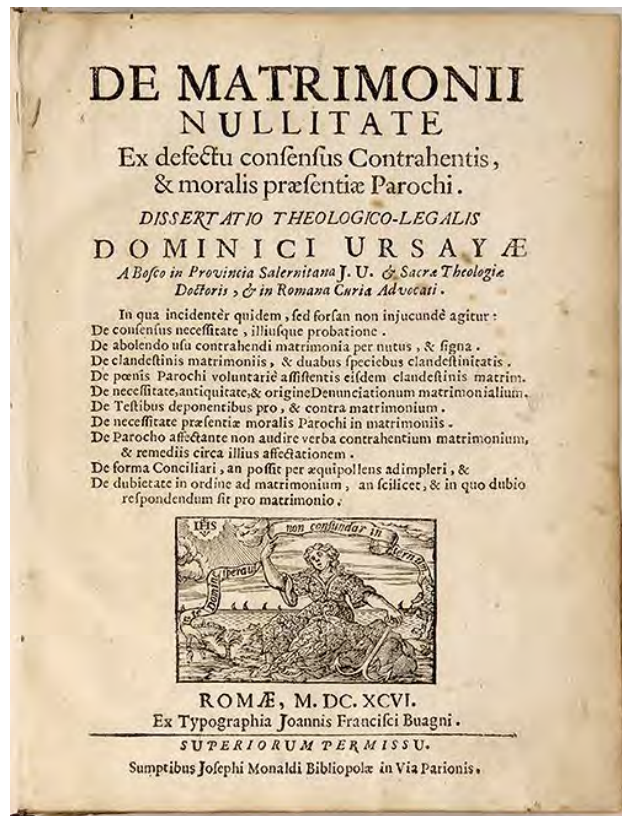 DE MATRIMONII
NULLITATE
Ex defectu conſenſus Contrahentis,
& moralis præſentiæ Parochi.
DISSERTATIO THEOLOGICO-LEGALIS
DOMINICI URSAYÆ
A Boſco in Provincia Salernitana J. U. & Sacræ Theologiæ
Doctoris, & in Romana Curia Advocati.
In qua incidentèr quidem, ſed forſan non injucundè agitur:
De conſensus neceſſitate, illiuſque probatione.
De abolendo uſu contrahendi matrimonia per nutus, & ſigna.
De clandeſtinis matrimoniis, & duabus ſpeciebus clandeſtinitatis.
De pœnis Parochi voluntariè aſſiſtentis eiſdem clandeſtinis matrim.
De neceſſitate, antiquitate, & origine Denunciationum matrimonialium.
De Teſtibus deponentibus pro, & contra matrimonium.
De neceſſitate præſentiæ moralis Parochi in matrimoniis.
De Parocho affectante non audire verba contrahentium matrimonium,
& remediis circa illius affectationem.
De forma Conciliari, an poſſit per æquipollens adimpleri, &
De dubietate in ordine ad matrimonium, an ſcilicet, & in quo dubio
reſpondendum ſit pro matrimonio.
IHS
non confundar in
æternum
Domine ſperavi
ROMÆ, M. DC. XCVI.
Ex Typographia Joannis Franciſci Buagni.
SUPERIORUM PERMISSU.
Sumptibus Joſephi Monaldi Bibliopolæ in Via Parionis.